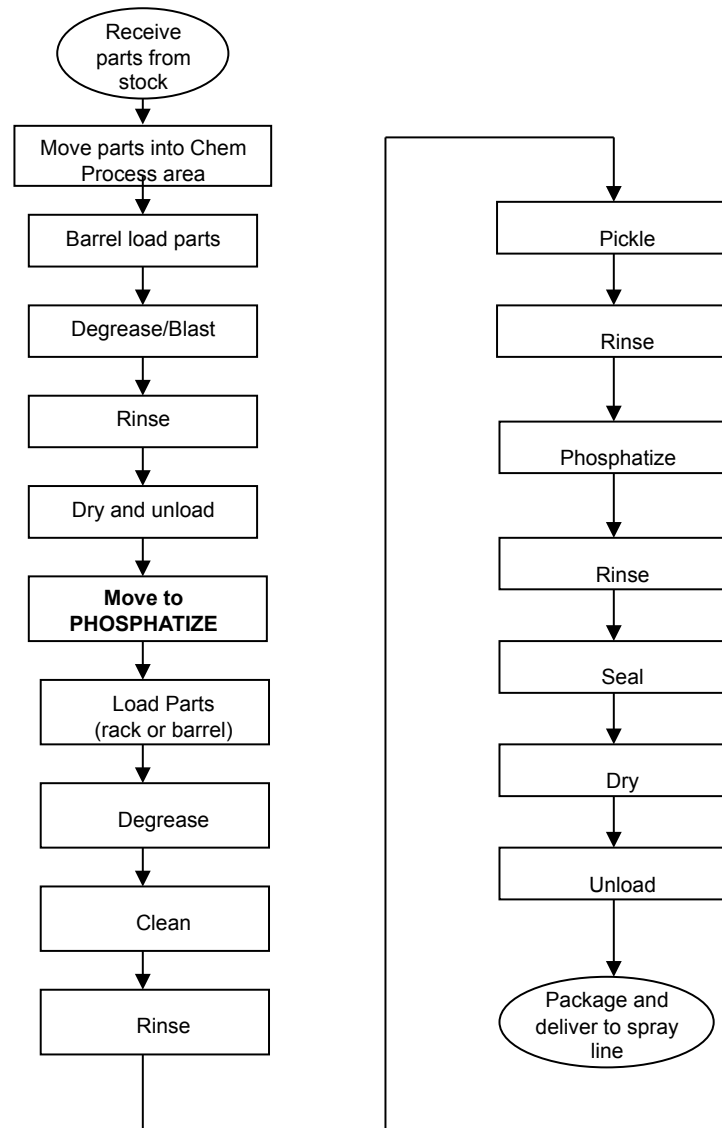 Receive
parts from
stock
Move parts into Chem
Process area
Barrel load parts
Degrease/Blast
Rinse
Dry and unload
Move to
PHOSPHATIZE
Load Parts
(rack or barrel)
Degrease
Clean
Rinse
Pickle
Rinse
Phosphatize
Rinse
Seal
Dry
Unload
Package and
deliver to spray
line